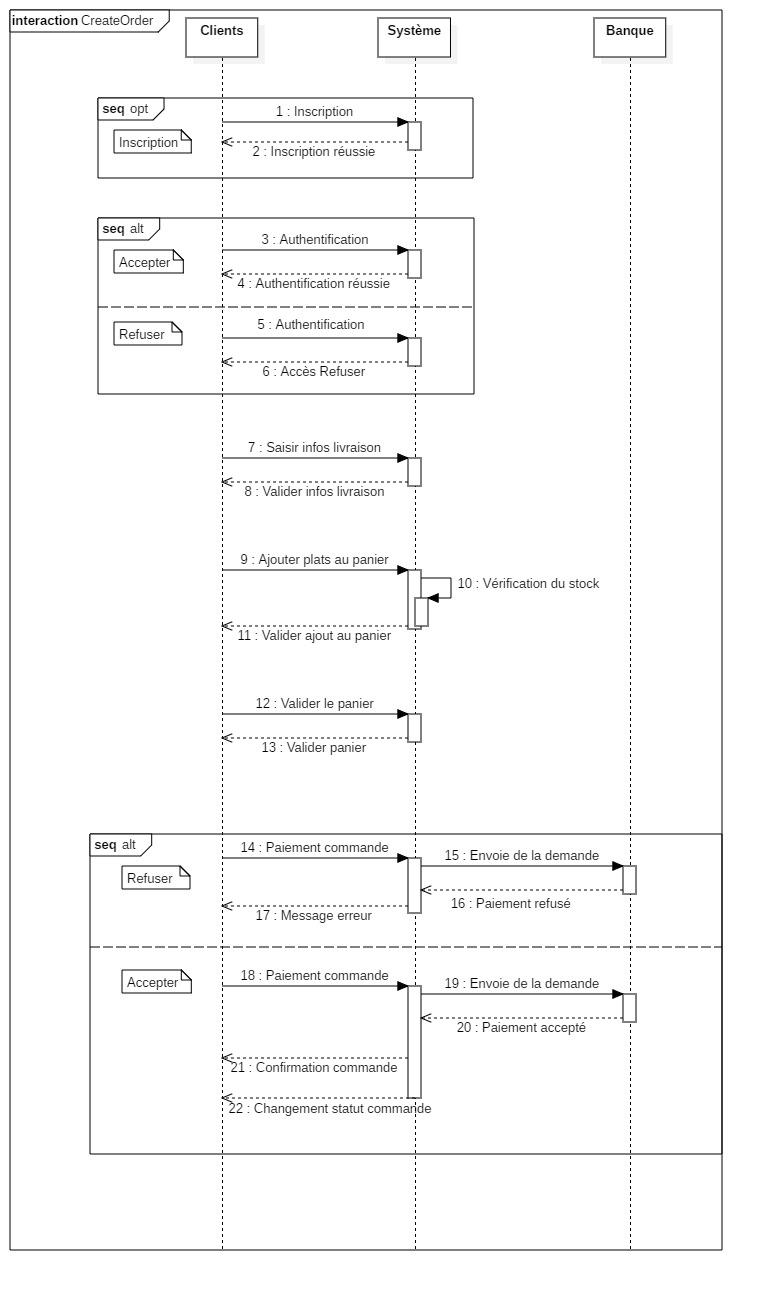 interaction CreateOrder
Clients
Système
Banque
seq opt
1 : Inscription
Inscription
2 : Inscription réussie
seq alt
3 : Authentification
Accepter
4 : Authentification réussie
Refuser
5 : Authentification
6 : Accès Refuser
7 : Saisir infos livraison
8 : Valider infos livraison
9 : Ajouter plats au panier
10 : Vérification du stock
11 : Valider ajout au panier
12 : Valider le panier
13 : Valider panier
seq alt
14 : Paiement commande
15 : Envoie de la demande
Refuser
16 : Paiement refusé
17 : Message erreur
Accepter
18 : Paiement commande
19 : Envoie de la demande
20 : Paiement accepté
21 : Confirmation commande
22 : Changement statut commande